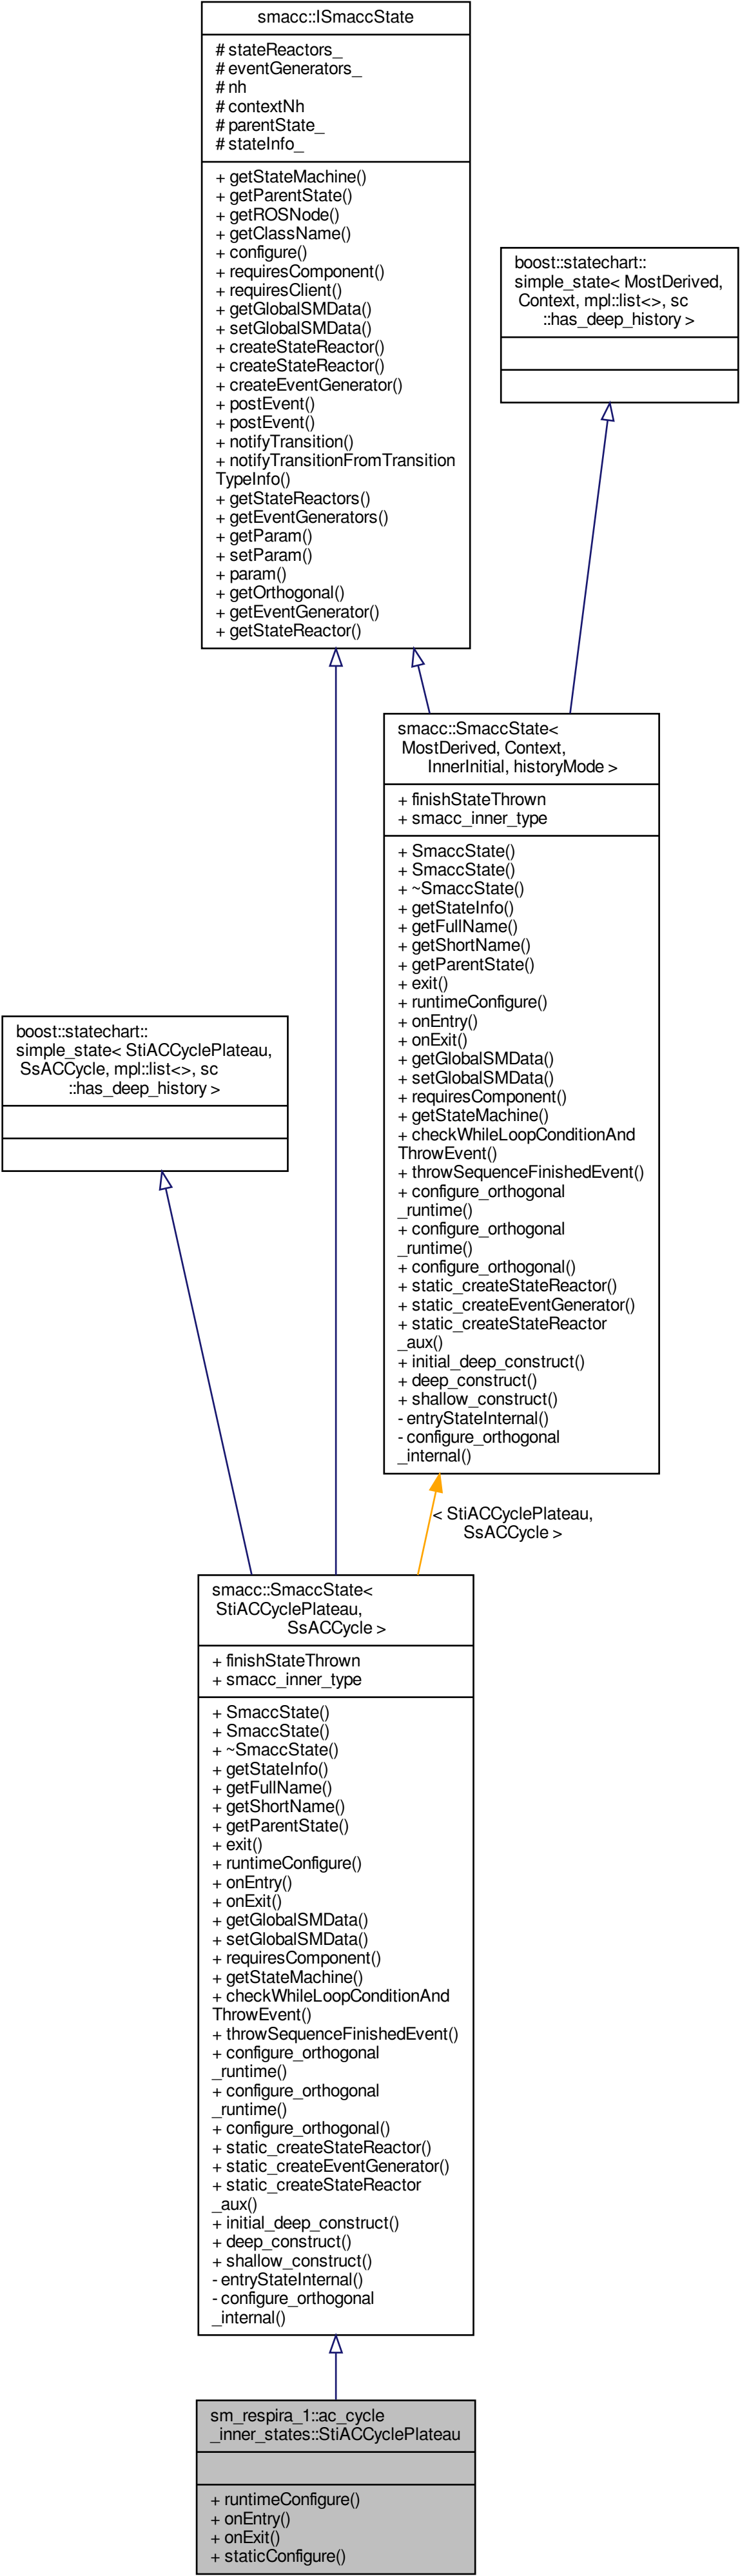 smacc::ISmaccState
# stateReactors_
# eventGenerators_
# nh
# contextNh
# parentState_
# stateInfo_
+ getStateMachine()
+ getParentState()
+ getROSNode()
+ getClassName()
+ configure()
+ requiresComponent()
+ requiresClient()
+ getGlobalSMData()
+ setGlobalSMData()
+ createStateReactor()
+ createStateReactor()
+ createEventGenerator()
+ postEvent()
+ postEvent()
+ notifyTransition()
+ notifyTransitionFromTransition
TypeInfo()
+ getStateReactors()
+ getEventGenerators()
+ getParam()
+ setParam()
+ param()
+ getOrthogonal()
+ getEventGenerator()
+ getStateReactor()
boost::statechart::
simple_state< MostDerived,
Context, mpl::list<>, sc
::has_deep_history >
smacc::SmaccState<
MostDerived, Context,
InnerInitial, historyMode >
+ finishStateThrown
+ smacc_inner_type
+ SmaccState()
+ SmaccState()
+ ~SmaccState()
+ getStateInfo()
+ getFullName()
+ getShortName()
+ getParentState()
+ exit()
+ runtimeConfigure()
+ onEntry()
+ onExit()
+ getGlobalSMData()
+ setGlobalSMData()
+ requiresComponent()
+ getStateMachine()
+ checkWhileLoopConditionAnd
ThrowEvent()
+ throwSequenceFinishedEvent()
+ configure_orthogonal
_runtime()
+ configure_orthogonal
_runtime()
+ configure_orthogonal()
+ static_createStateReactor()
+ static_createEventGenerator()
+ static_createStateReactor
_aux()
+ initial_deep_construct()
+ deep_construct()
+ shallow_construct()
- entryStateInternal()
- configure_orthogonal
_internal()
boost::statechart::
simple_state< StiACCyclePlateau,
SsACCycle, mpl::list<>, sc
::has_deep_history >
< StiACCyclePlateau,
SsACCycle >
smacc::SmaccState<
StiACCyclePlateau,
SsACCycle >
+ finishStateThrown
+ smacc_inner_type
+ SmaccState()
+ SmaccState()
+ ~SmaccState()
+ getStateInfo()
+ getFullName()
+ getShortName()
+ getParentState()
+ exit()
+ runtimeConfigure()
+ onEntry()
+ onExit()
+ getGlobalSMData()
+ setGlobalSMData()
+ requiresComponent()
+ getStateMachine()
+ checkWhileLoopConditionAnd
ThrowEvent()
+ throwSequenceFinishedEvent()
+ configure_orthogonal
_runtime()
+ configure_orthogonal
_runtime()
+ configure_orthogonal()
+ static_createStateReactor()
+ static_createEventGenerator()
+ static_createStateReactor
_aux()
+ initial_deep_construct()
+ deep_construct()
+ shallow_construct()
- entryStateInternal()
- configure_orthogonal
_internal()
sm_respira_1::ac_cycle
_inner_states::StiACCyclePlateau
+ runtimeConfigure()
+ onEntry()
+ onExit()
+ staticConfigure()